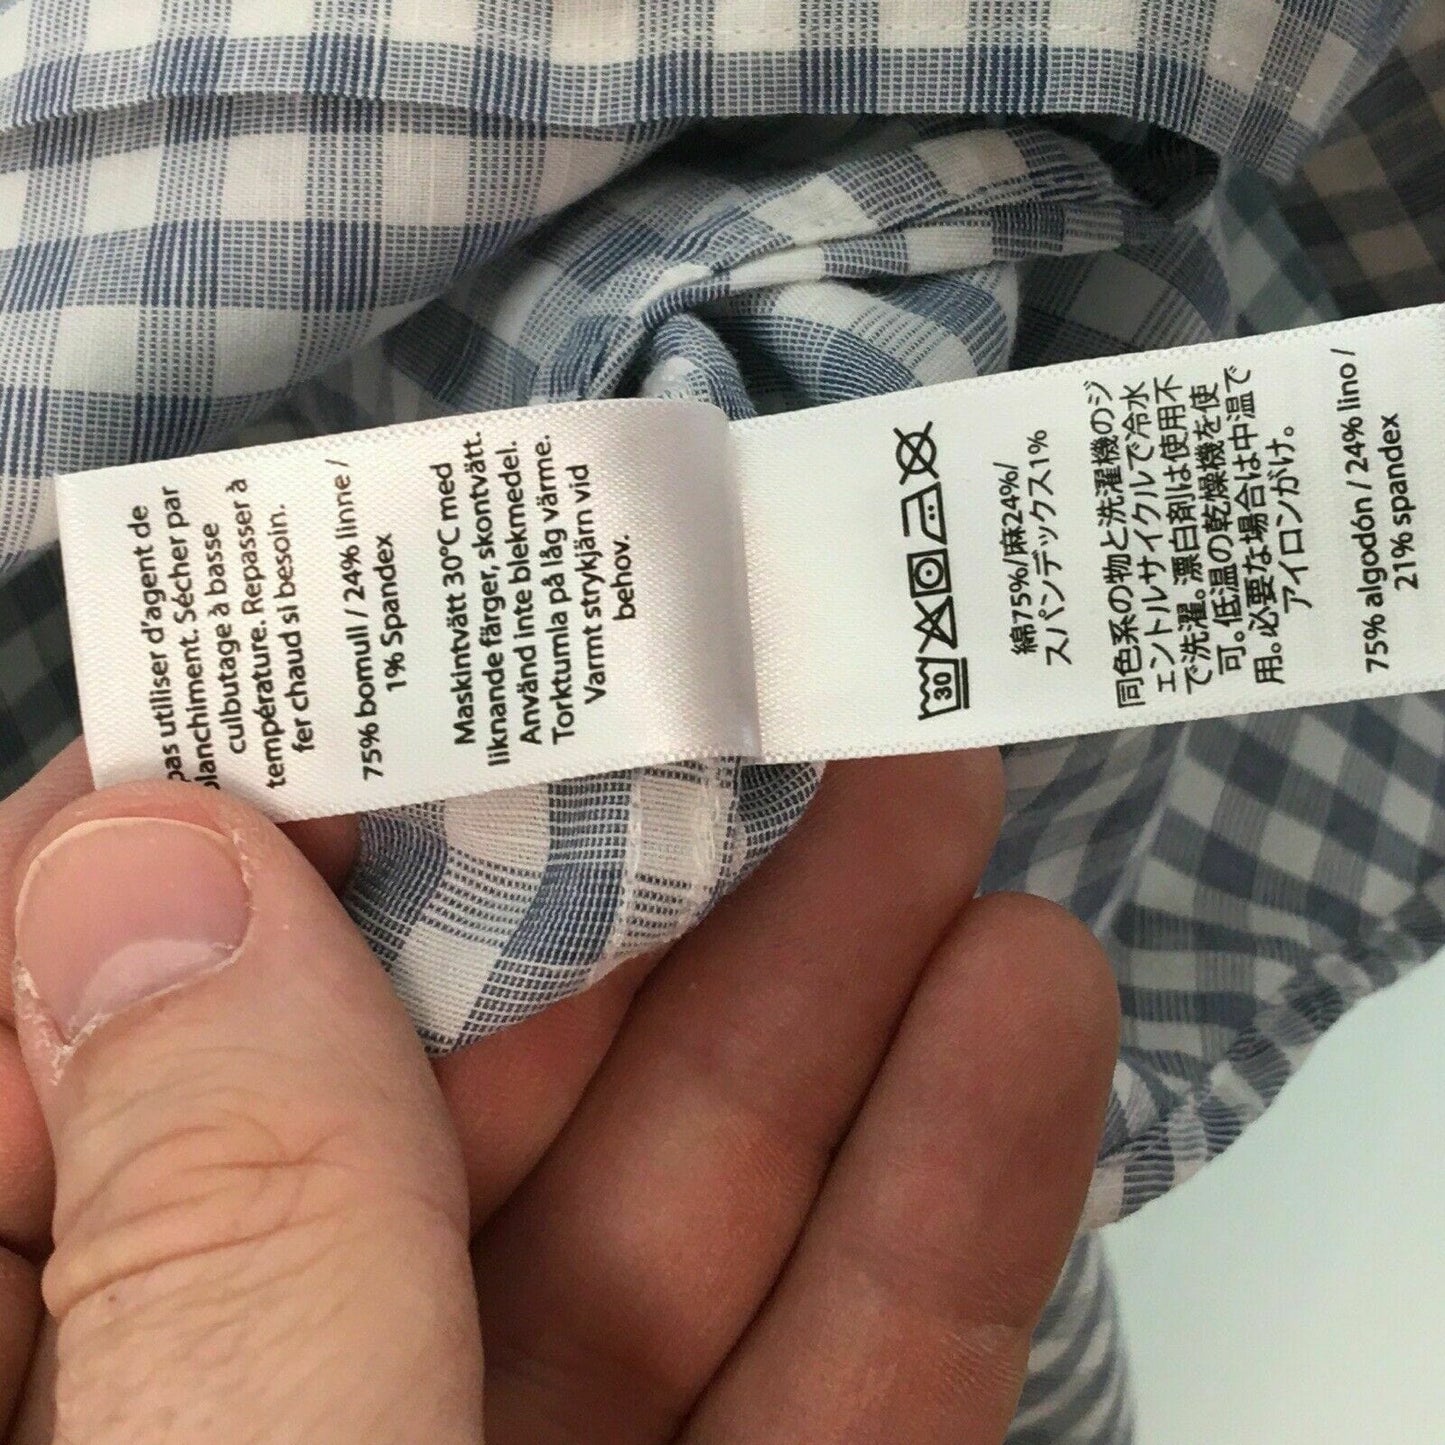 pas utiliser d'agent de
blanchiment. Sécher par
culbutage à basse
température. Repasser à
fer chaud si besoin.
75% bomull / 24% linne /
1% Spandex
Maskintvätt 30°C med
liknande färger, skontvätt.
Använd inte blekmedel.
Torktumla på låg värme.
Varmt strykjärn vid
behov.
30
綿75%/麻24%/
スパンデックス1%
同色系の物と洗濯機のジ
ェントルサイクルで冷水
で洗濯。漂白剤は使用不
可。低温の乾燥機を使
用。必要な場合は中温で
アイロンがけ。
75% algodón / 24% lino /
21% spandex